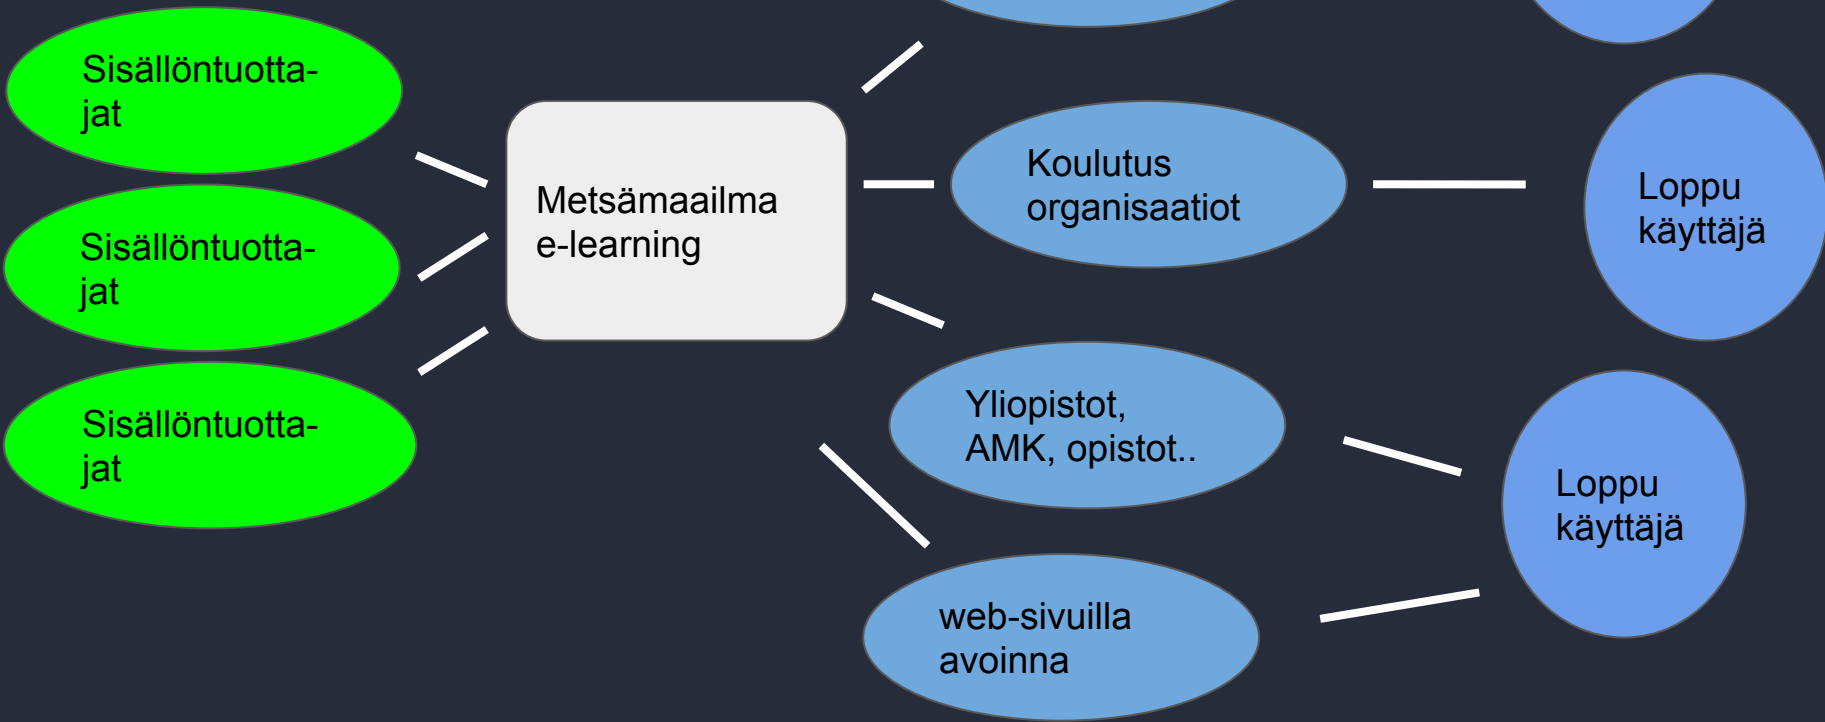 Sisällöntuotta-
jat
Sisällöntuotta-
jat
Sisällöntuotta-
jat
Metsämaailma
e-learning
Koulutus
organisaatiot
Yliopistot,
AMK, opistot..
web-sivuilla
avoinna
Loppu
käyttäjä
Loppu
käyttäjä